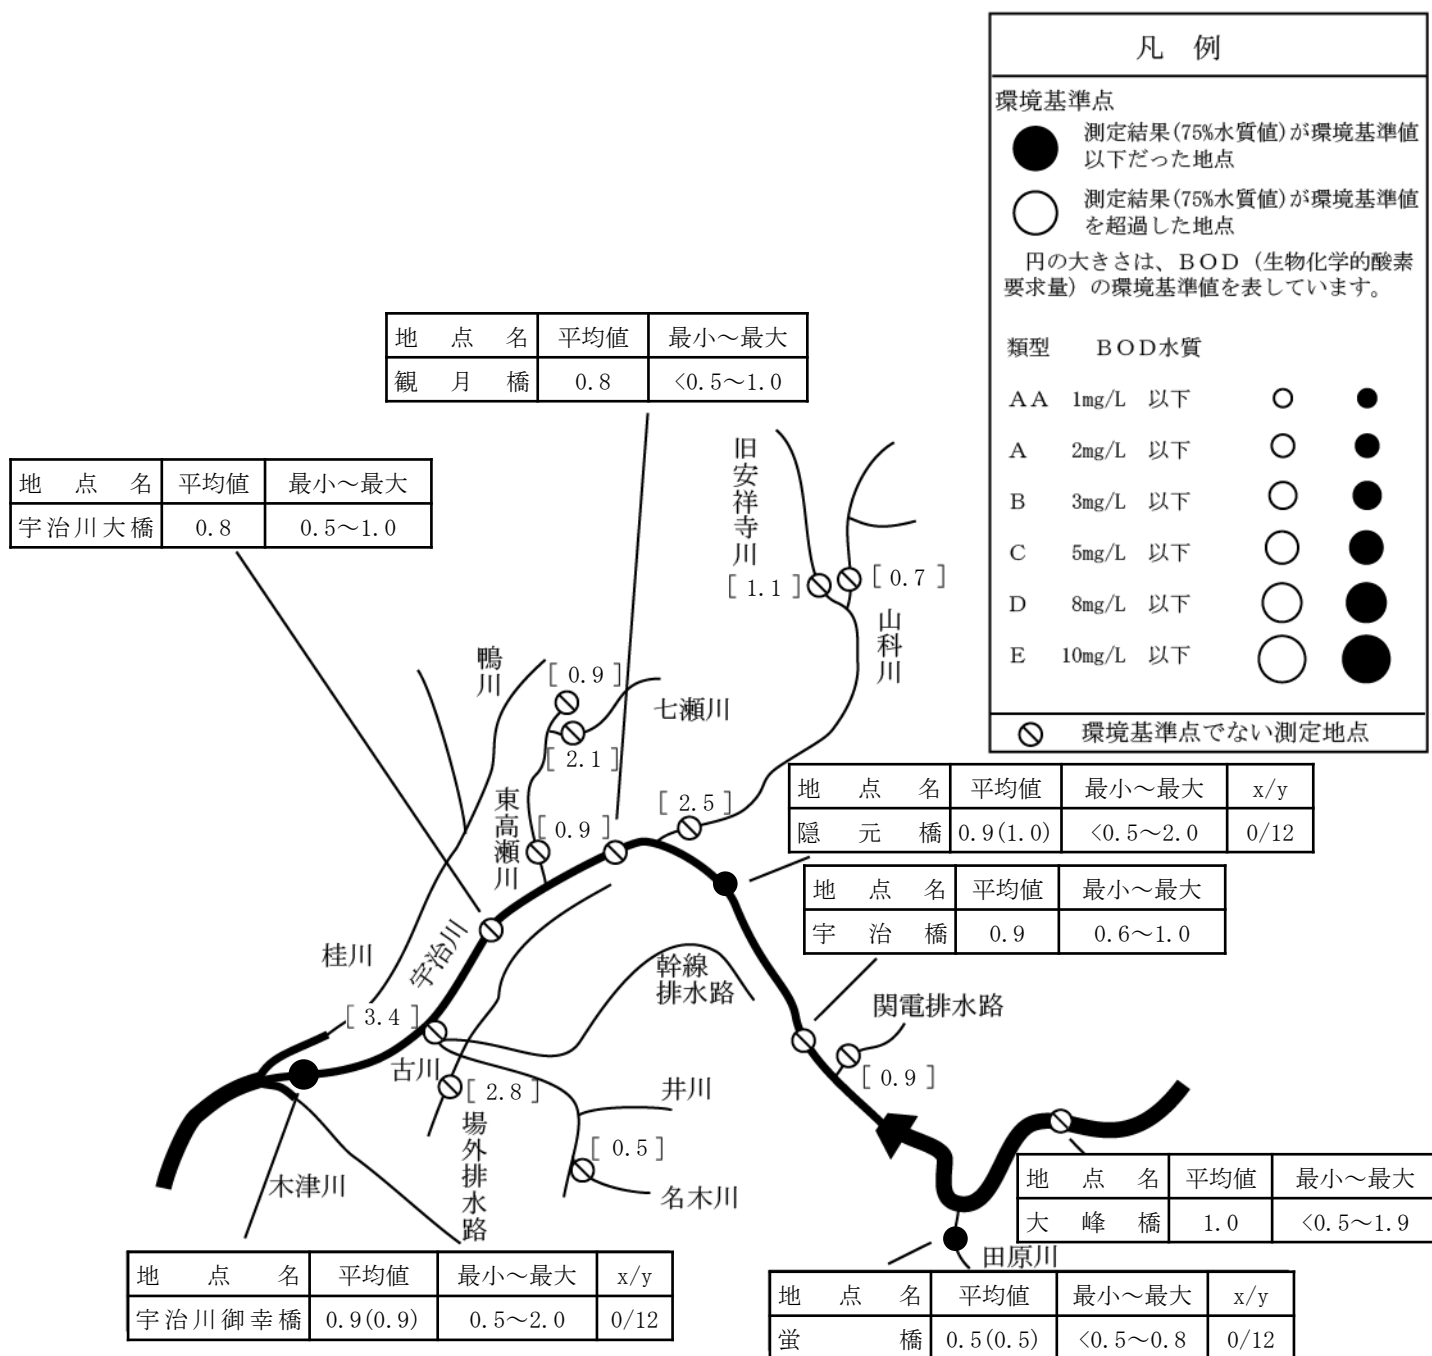 凡 例
環境基準点
測定結果(75%水質値)が環境基準値
以下だった地点
測定結果(75%水質値)が環境基準値
を超過した地点
円の大きさは、BOD（生物化学的酸素
要求量）の環境基準値を表しています。
類型 BOD水質
AA 1mg/L 以下
A 2mg/L 以下
B 3mg/L 以下
C 5mg/L 以下
D 8mg/L 以下
E 10mg/L 以下
環境基準点でない測定地点
地点名 平均値 最小～最大
観月橋 0.8 <0.5～1.0
地点名 平均値 最小～最大
宇治川大橋 0.8 0.5～1.0
旧安祥寺川
[ 1.1 ]
[ 0.7 ]
山科川
鴨川
[ 0.9 ]
七瀬川
[ 2.1 ]
東高瀬川
[ 0.9 ]
[ 2.5 ]
地点名 平均値 最小～最大 x/y
隠元橋 0.9(1.0) <0.5～2.0 0/12
地点名 平均値 最小～最大
宇治橋 0.9 0.6～1.0
桂川
宇治川
幹線
排水路
関電排水路
[ 3.4 ]
古川
[ 2.8 ]
[ 0.9 ]
井川
場外排水路
[ 0.5 ]
名木川
木津川
地点名 平均値 最小～最大
大峰橋 1.0 <0.5～1.9
田原川
地点名 平均値 最小～最大 x/y
宇治川御幸橋 0.9(0.9) 0.5～2.0 0/12
地点名 平均値 最小～最大 x/y
蛍橋 0.5(0.5) <0.5～0.8 0/12